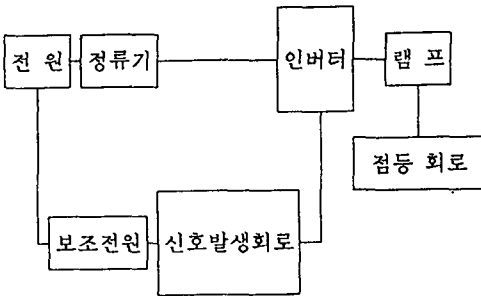 전 원
정류기
인버터
램 프
점등 회로
보조전원
신호발생회로